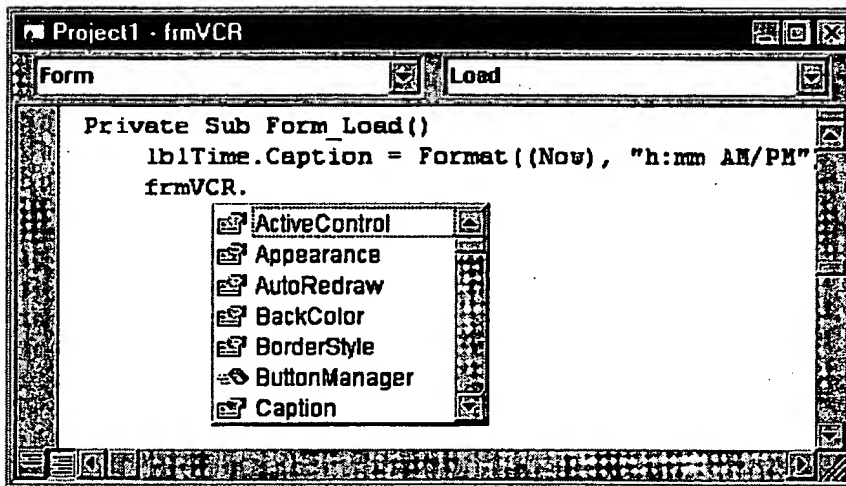 Project1 - frmVCR
Form Load
Private Sub Form_Load()
lblTime.Caption = Format((Now), "h:mm AM/PM"
frmVCR.
ActiveControl
Appearance
AutoRedraw
BackColor
BorderStyle
ButtonManager
Caption